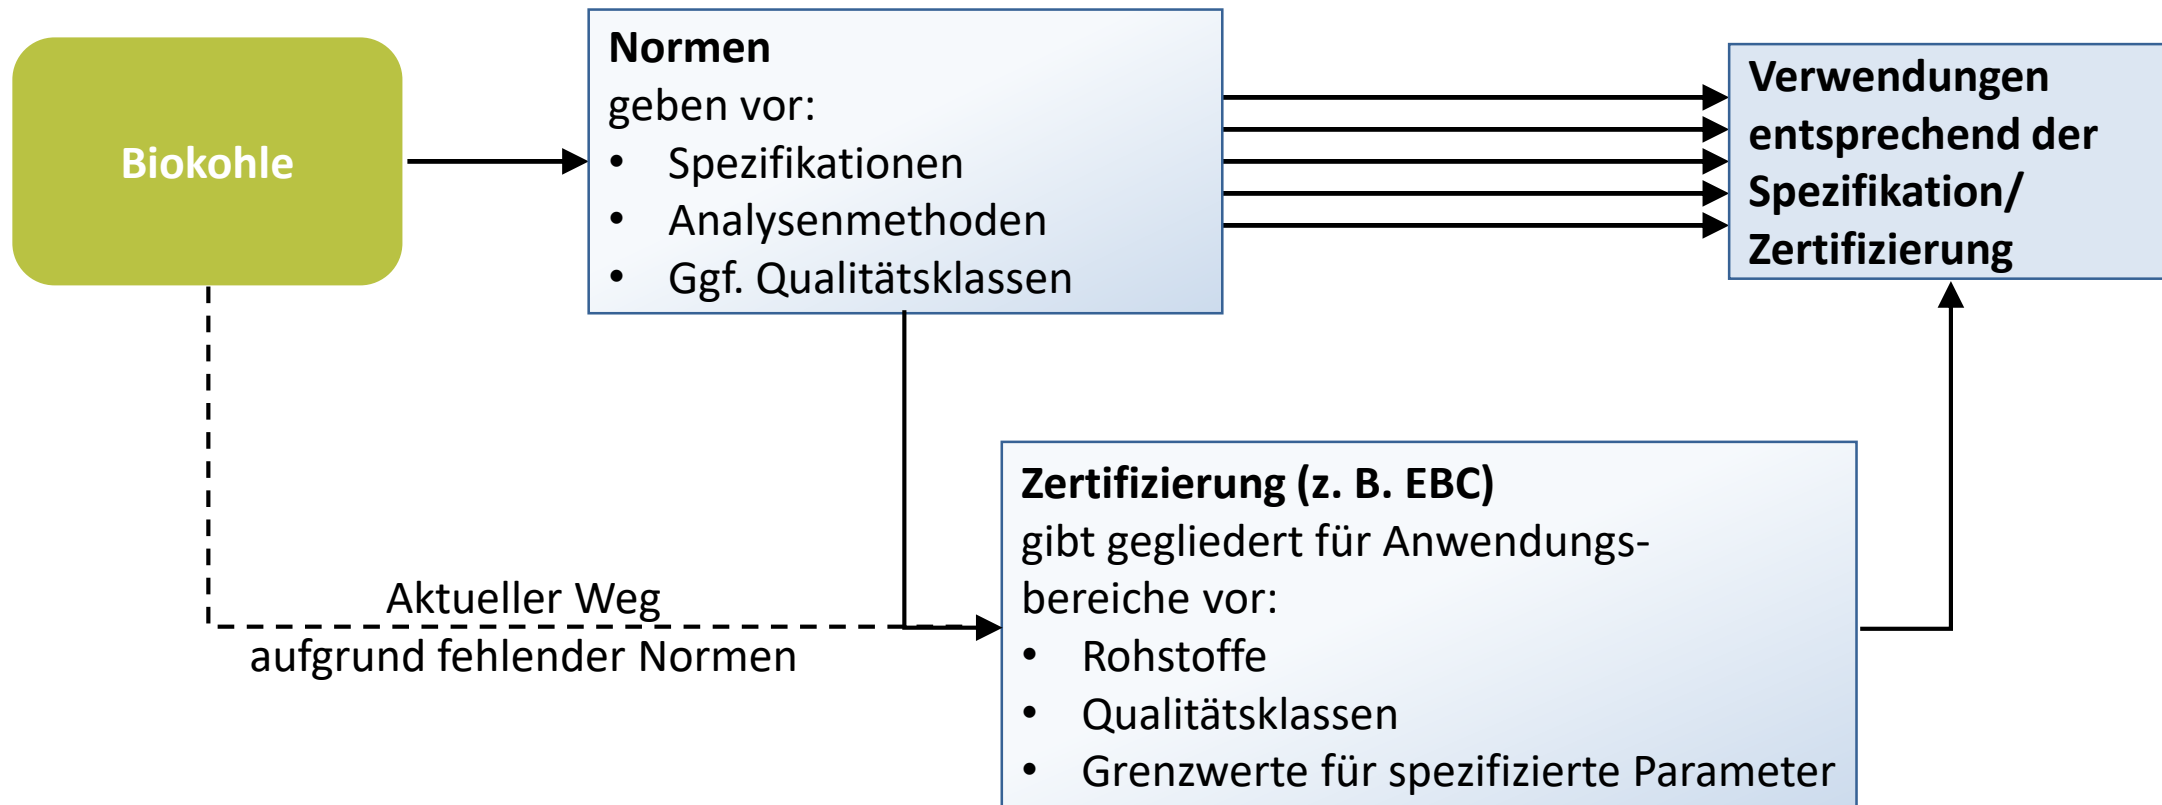 Biokohle
Normen
geben vor:
• Spezifikationen
• Analysenmethoden
• Ggf. Qualitätsklassen
Verwendungen
entsprechend der
Spezifikation/
Zertifizierung
Aktueller Weg
aufgrund fehlender Normen
Zertifizierung (z. B. EBC)
gibt gegliedert für Anwendungs-
bereiche vor:
• Rohstoffe
• Qualitätsklassen
• Grenzwerte für spezifizierte Parameter